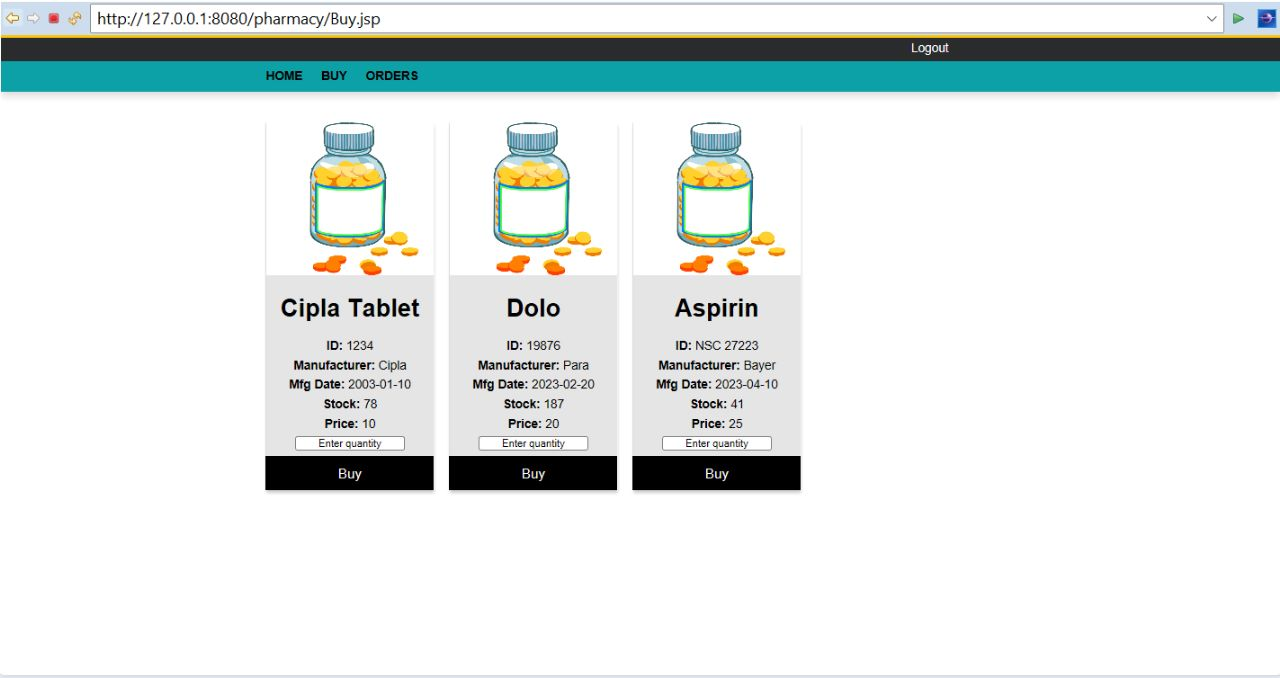 http://127.0.0.1:8080/pharmacy/Buy.jsp
Logout
HOME BUY ORDERS
Cipla Tablet
ID: 1234
Manufacturer: Cipla
Mfg Date: 2003-01-10
Stock: 78
Price: 10
Enter quantity
Buy
Dolo
ID: 19876
Manufacturer: Para
Mfg Date: 2023-02-20
Stock: 187
Price: 20
Enter quantity
Buy
Aspirin
ID: NSC 27223
Manufacturer: Bayer
Mfg Date: 2023-04-10
Stock: 41
Price: 25
Enter quantity
Buy